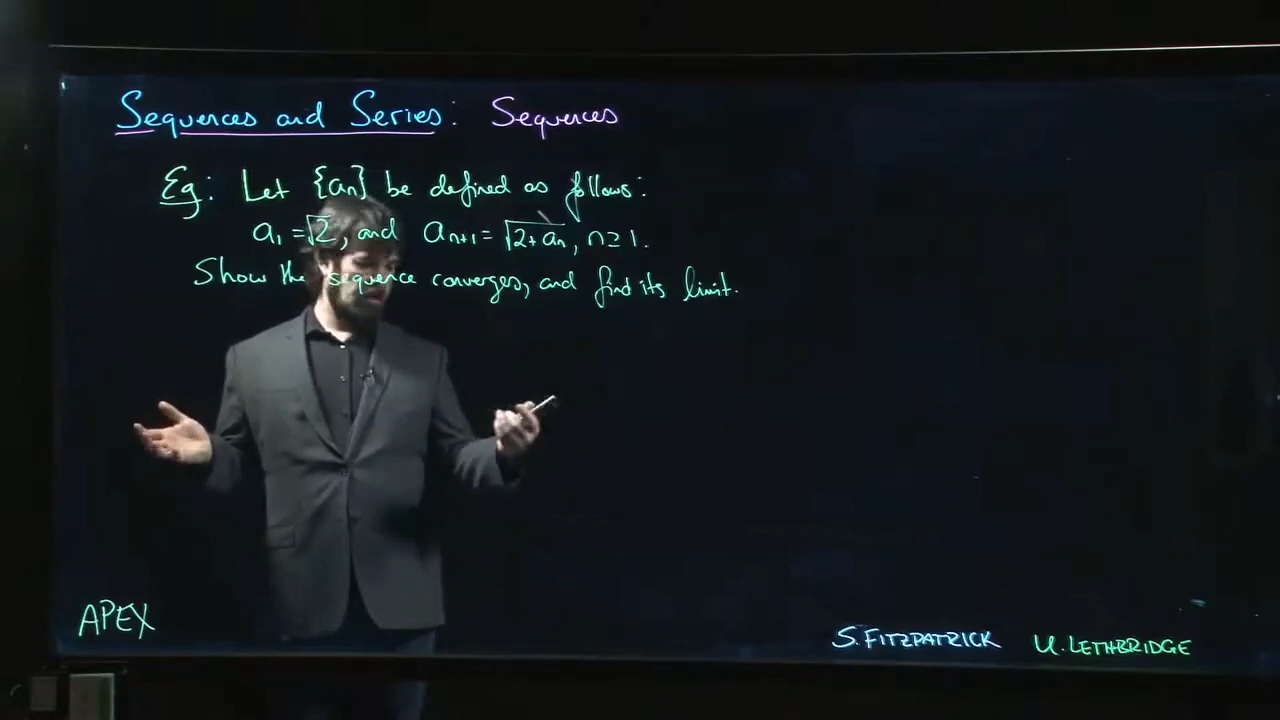 Sequences and Series: Sequences
Eg: Let {aₙ} be defined as follows:
a₁ = √2, and aₙ₊₁ = √(2+aₙ), n ≥ 1.
Show the sequence converges, and find its limit.
APEX
S. FITZPATRICK U. LETHBRIDGE